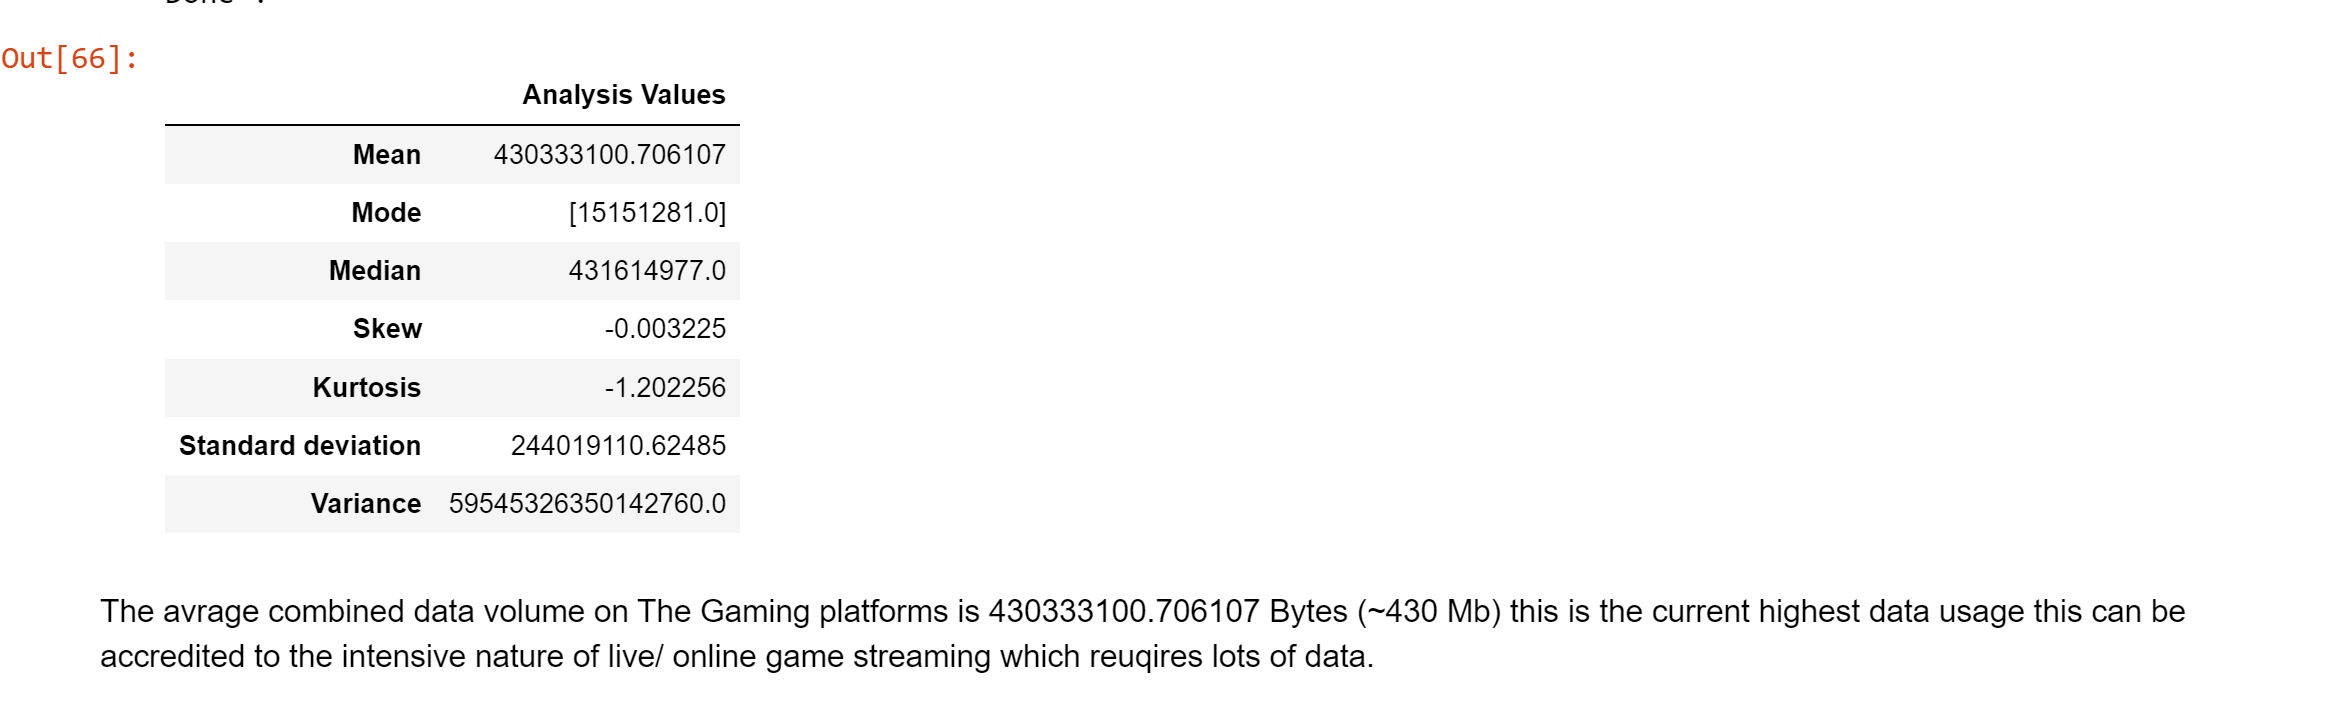 Out[66]:
Analysis Values
Mean 430333100.706107
Mode [15151281.0]
Median 431614977.0
Skew -0.003225
Kurtosis -1.202256
Standard deviation 244019110.62485
Variance 59545326350142760.0
The avrage combined data volume on The Gaming platforms is 430333100.706107 Bytes (~430 Mb) this is the current highest data usage this can be
accredited to the intensive nature of live/ online game streaming which reuqires lots of data.